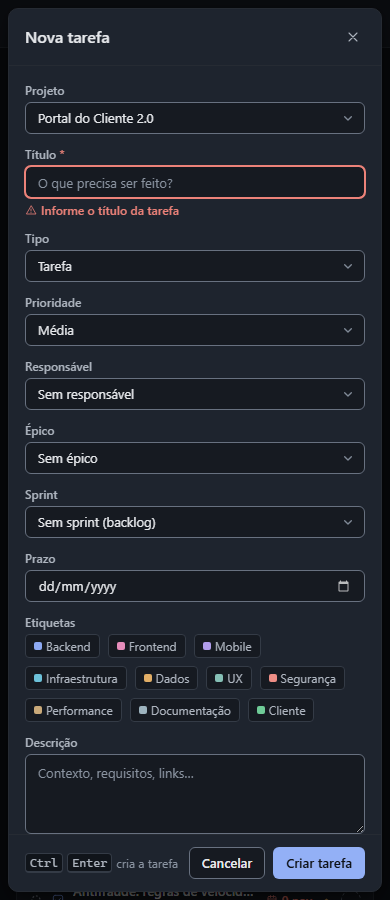 Nova tarefa
Projeto
Portal do Cliente 2.0
Título *
O que precisa ser feito?
Informe o título da tarefa
Tipo
Tarefa
Prioridade
Média
Responsável
Sem responsável
Épico
Sem épico
Sprint
Sem sprint (backlog)
Prazo
dd/mm/yyyy
Etiquetas
Backend Frontend Mobile
Infraestrutura Dados UX Segurança
Performance Documentação Cliente
Descrição
Contexto, requisitos, links...
Ctrl Enter cria a tarefa Cancelar Criar tarefa